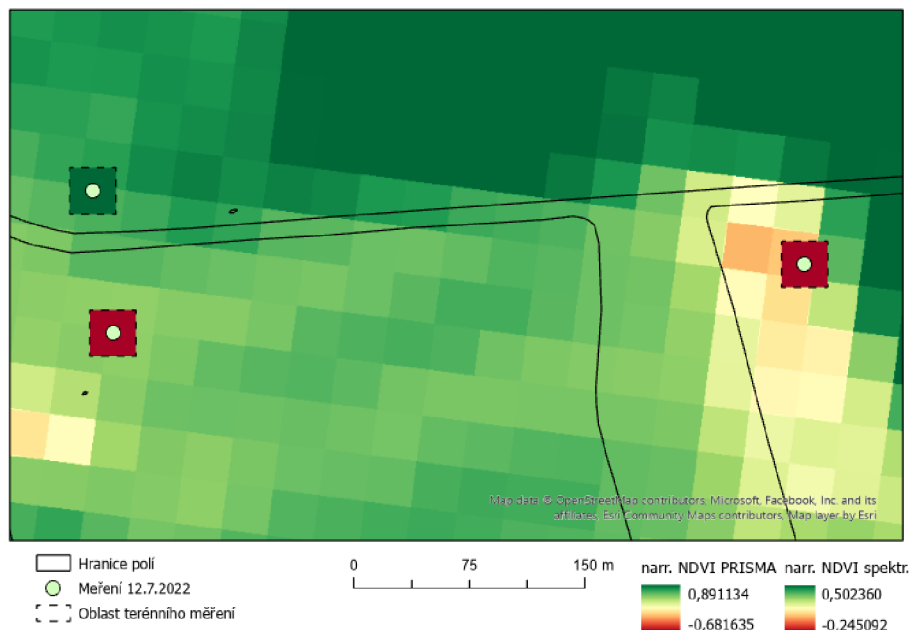 Map data © OpenStreetMap contributors, Microsoft, Facebook, Inc. and its
affiliates, Esri Community Maps contributors, Map layer by Esri
Hranice polí
Meření 12.7.2022
Oblast terénního měření
0 75 150 m
narr. NDVI PRISMA narr. NDVI spektr.
0,891134 0,502360
-0.681635 -0.245092